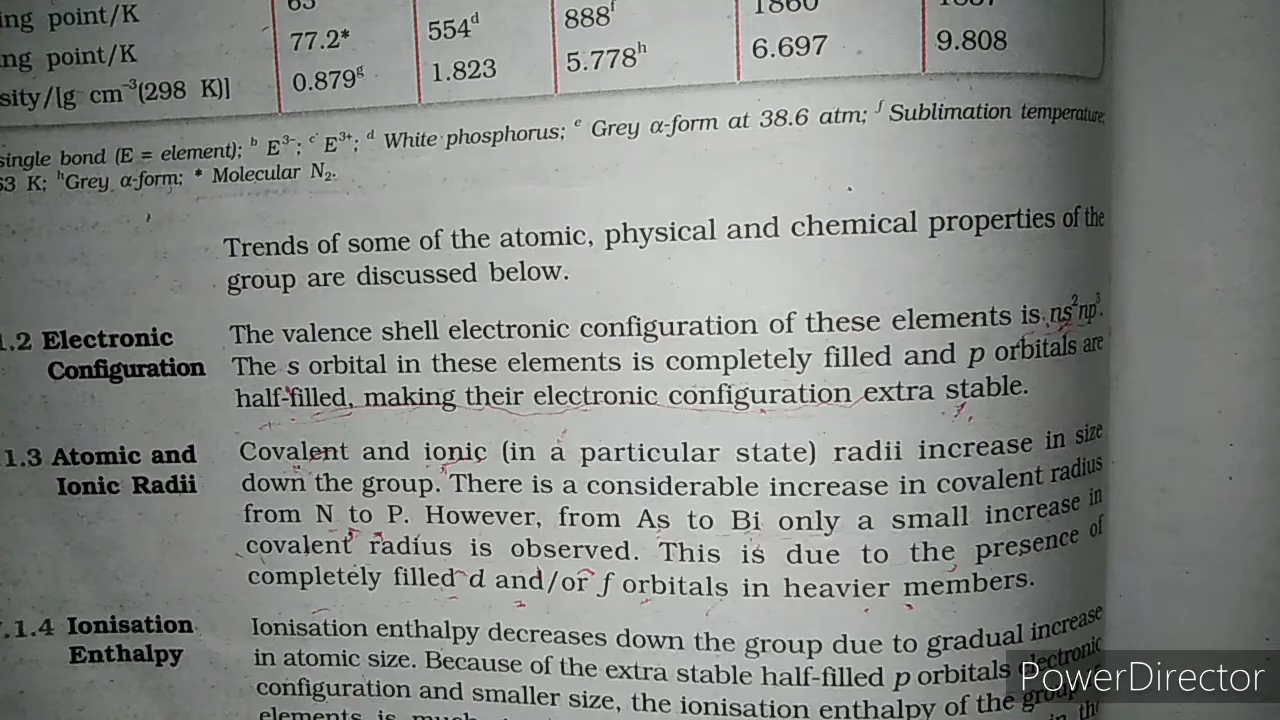 ing point/K 63 1860
ng point/K 77.2* 554ᵈ 888ᶠ
sity/[g cm⁻³(298 K)] 0.879ᵍ 1.823 5.778ʰ 6.697 9.808
single bond (E = element); ᵇ E³⁻; ᶜ E³⁺; ᵈ White phosphorus; ᵉ Grey α-form at 38.6 atm; ᶠ Sublimation temperature;
63 K; ʰGrey α-form; * Molecular N₂.
Trends of some of the atomic, physical and chemical properties of the
group are discussed below.
1.2 Electronic
Configuration
The valence shell electronic configuration of these elements is ns²np³.
The s orbital in these elements is completely filled and p orbitals are
half-filled, making their electronic configuration extra stable.
1.3 Atomic and
Ionic Radii
Covalent and ionic (in a particular state) radii increase in size
down the group. There is a considerable increase in covalent radius
from N to P. However, from As to Bi only a small increase in
covalent radius is observed. This is due to the presence of
completely filled d and/or f orbitals in heavier members.
.1.4 Ionisation
Enthalpy
Ionisation enthalpy decreases down the group due to gradual increase
in atomic size. Because of the extra stable half-filled p orbitals electronic
configuration and smaller size, the ionisation enthalpy of the group
elements is much in the
PowerDirector